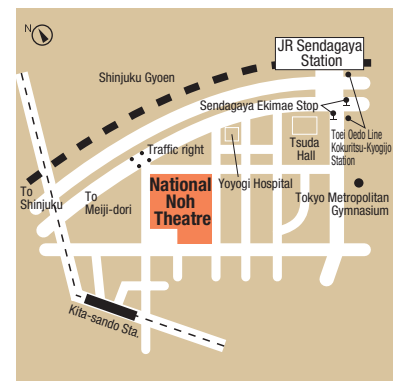 N
JR Sendagaya
Station
Shinjuku Gyoen
Sendagaya Ekimae Stop
Toei Oedo Line
Kokuritsu-Kyogijo
Station
Tsuda
Hall
Traffic right
Yoyogi Hospital
National
Noh
Theatre
To
Shinjuku
To
Meiji-dori
Tokyo Metropolitan
Gymnasium
Kita-sando Sta.